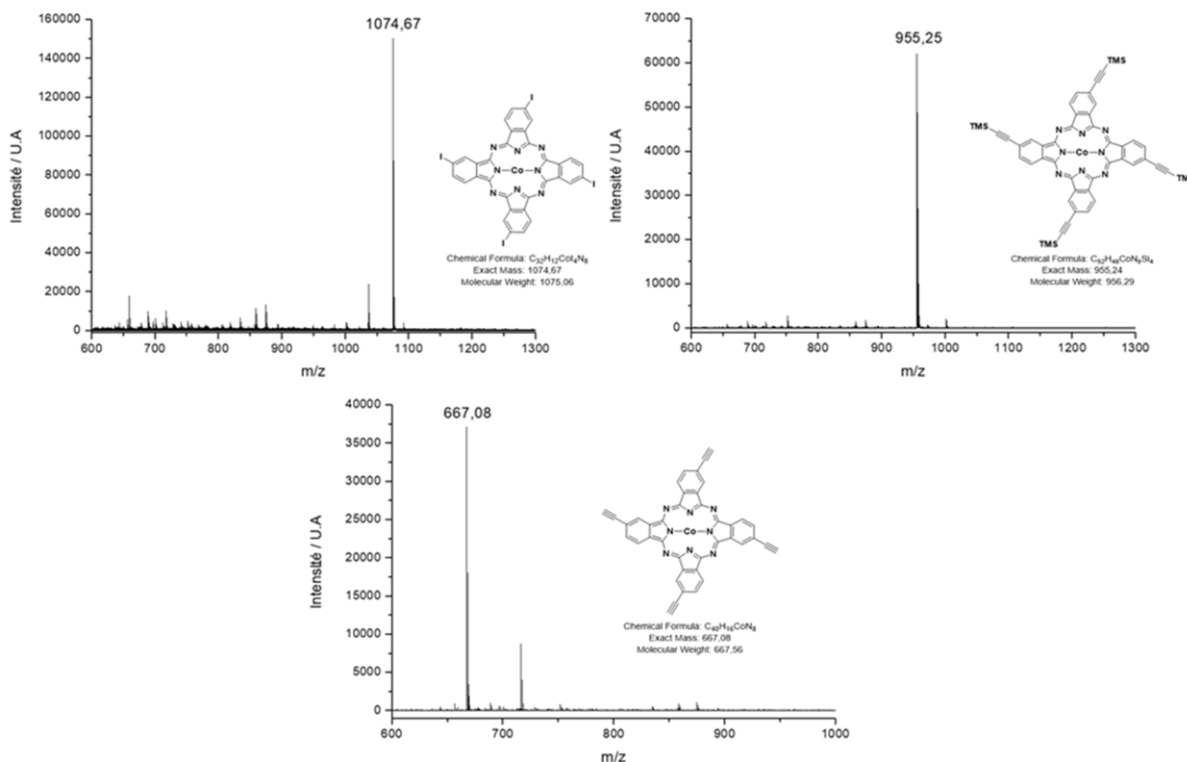 1074,67
160000
140000
120000
100000
80000
60000
40000
20000
0
Intensité / U.A
600 700 800 900 1000 1100 1200 1300
m/z
I
N N N
I N Co N I
N N N
I
Chemical Formula: C₃₂H₁₂CoI₄N₈
Exact Mass: 1074,67
Molecular Weight: 1075,06
955,25
70000
60000
50000
40000
30000
20000
10000
0
Intensité / U.A
600 700 800 900 1000 1100 1200 1300
m/z
TMS
TMS
N N N
N Co N
N N N
TM
TMS
Chemical Formula: C₅₂H₄₈CoN₈Si₄
Exact Mass: 955,24
Molecular Weight: 956,29
667,08
40000
35000
30000
25000
20000
15000
10000
5000
0
Intensité / U.A
600 700 800 900 1000
m/z
N N N
N Co N
N N N
Chemical Formula: C₄₀H₁₆CoN₈
Exact Mass: 667,08
Molecular Weight: 667,56